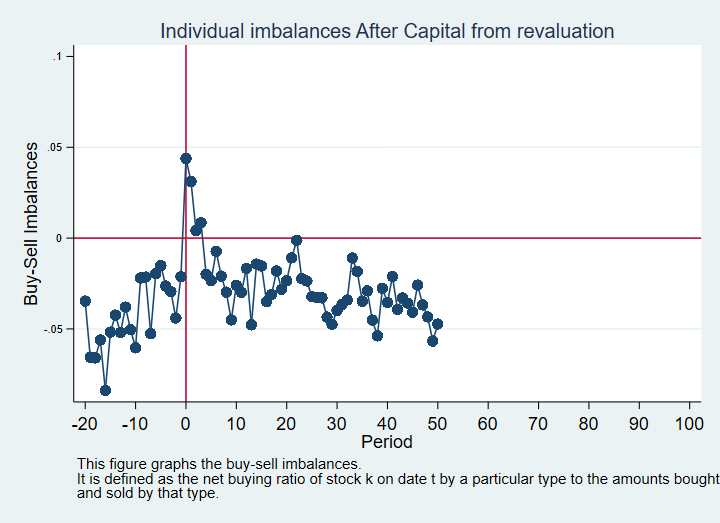 Individual imbalances After Capital from revaluation
.1
.05
0
-.05
Buy-Sell Imbalances
-20 -10 0 10 20 30 40 50 60 70 80 90 100
Period
This figure graphs the buy-sell imbalances.
It is defined as the net buying ratio of stock k on date t by a particular type to the amounts bought
and sold by that type.